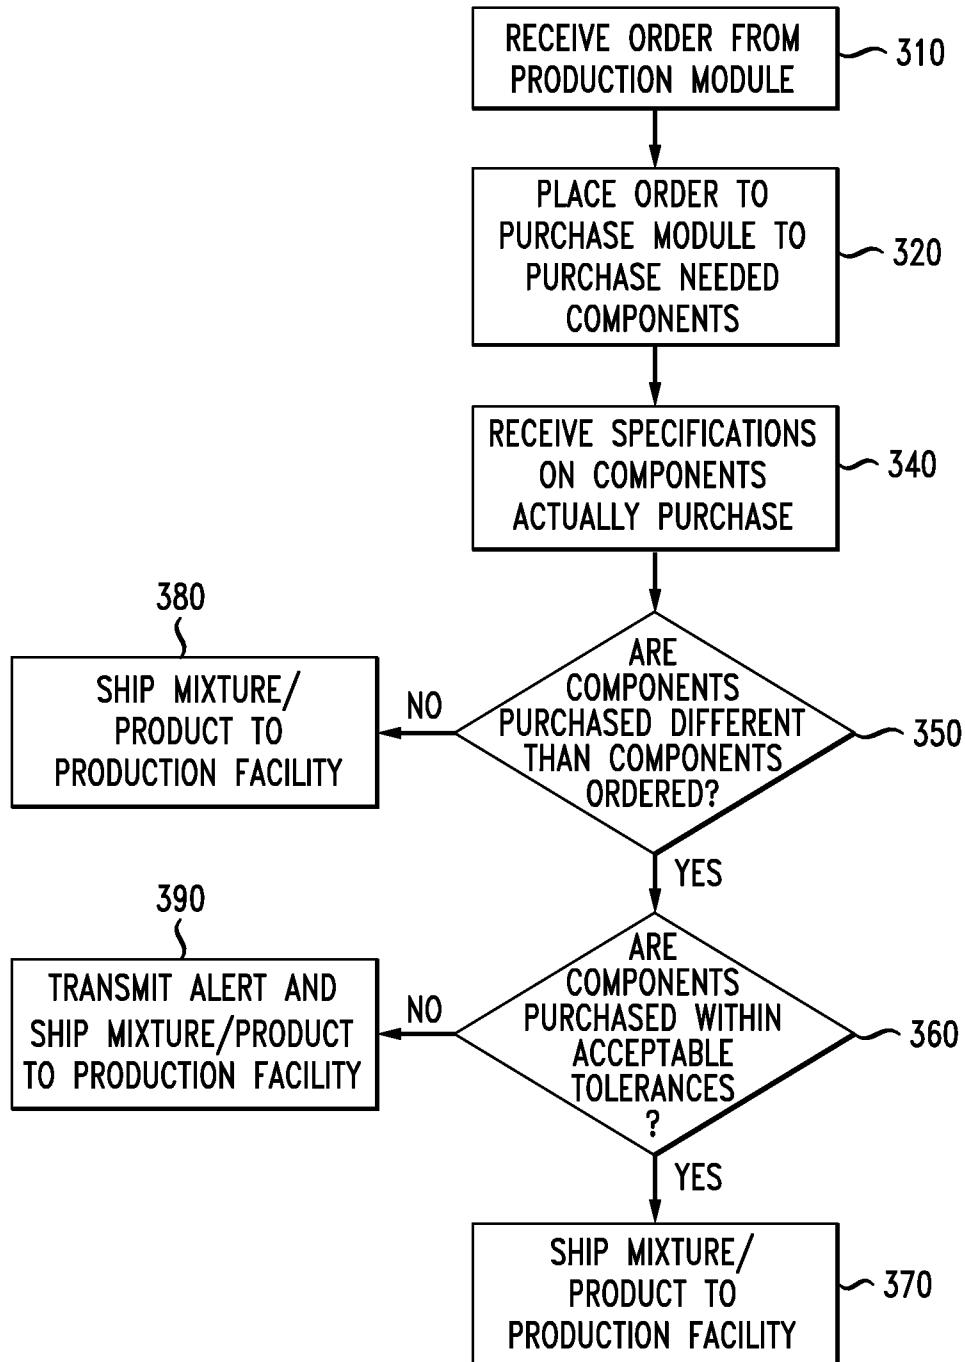 RECEIVE ORDER FROM
PRODUCTION MODULE
310
PLACE ORDER TO
PURCHASE MODULE TO
PURCHASE NEEDED
COMPONENTS
320
RECEIVE SPECIFICATIONS
ON COMPONENTS
ACTUALLY PURCHASE
340
ARE
COMPONENTS
PURCHASED DIFFERENT
THAN COMPONENTS
ORDERED?
350
NO
380
SHIP MIXTURE/
PRODUCT TO
PRODUCTION FACILITY
YES
ARE
COMPONENTS
PURCHASED WITHIN
ACCEPTABLE
TOLERANCES
?
360
NO
390
TRANSMIT ALERT AND
SHIP MIXTURE/PRODUCT
TO PRODUCTION FACILITY
YES
SHIP MIXTURE/
PRODUCT TO
PRODUCTION FACILITY
370